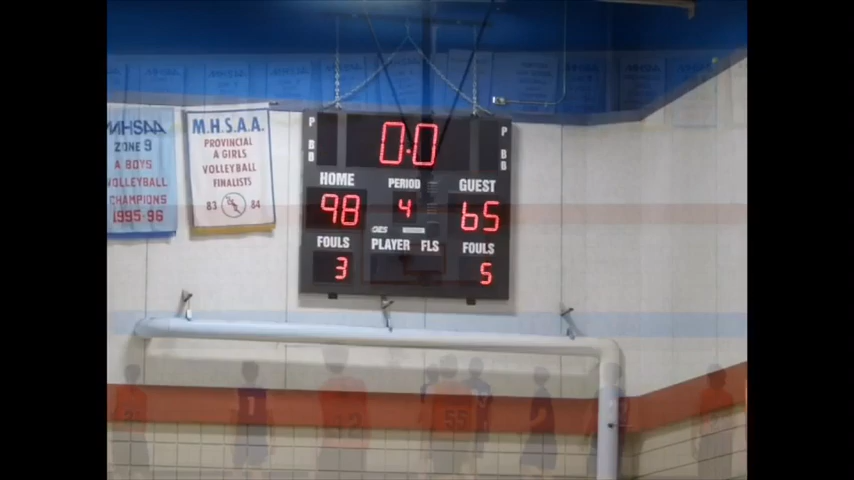 MHSAA
ZONE 9
A BOYS
VOLLEYBALL
CHAMPIONS
1995-96
M.H.S.A.A.
PROVINCIAL
A GIRLS
VOLLEYBALL
FINALISTS
83 84
P 0.0 P
B B
B B
HOME PERIOD GUEST
98 4 65
FOULS PLAYER FLS FOULS
3 5
55